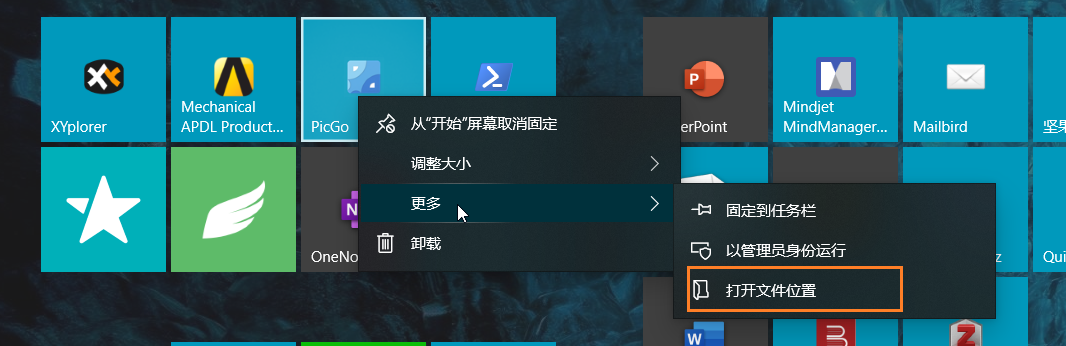 XYplorer
Mechanical
APDL Product...
PicGo
erPoint
Mindjet
MindManager...
Mailbird
坚果
从“开始”屏幕取消固定
调整大小
更多
卸载
OneNo
固定到任务栏
以管理员身份运行
打开文件位置
z
Qui